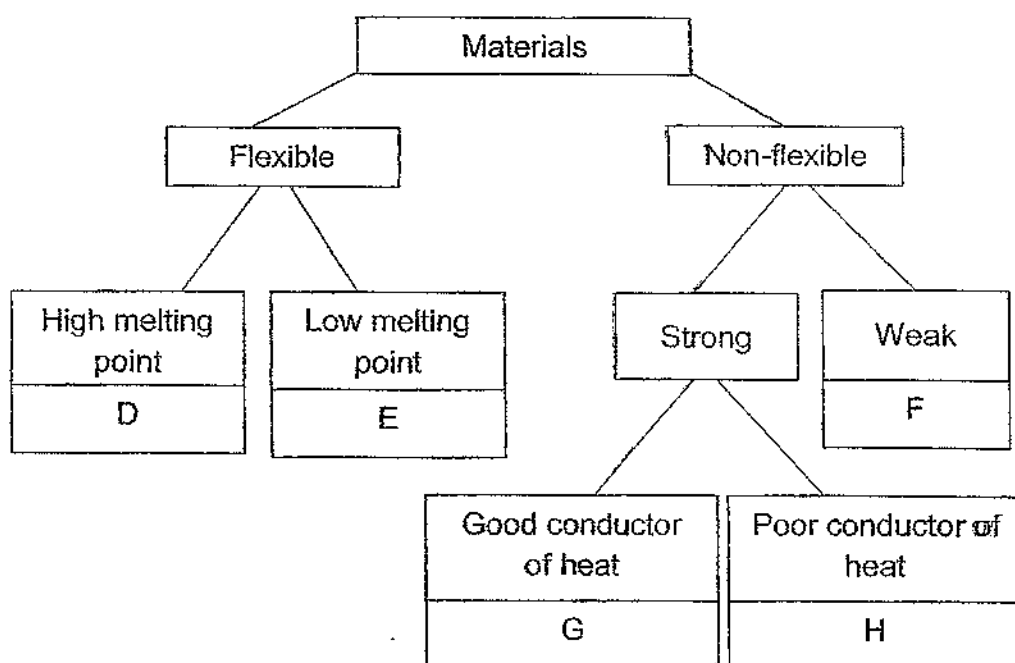 Materials
Flexible
Non-flexible
High melting
point
D
Low melting
point
E
Strong
Weak
F
Good conductor
of heat
G
Poor conductor of
heat
H